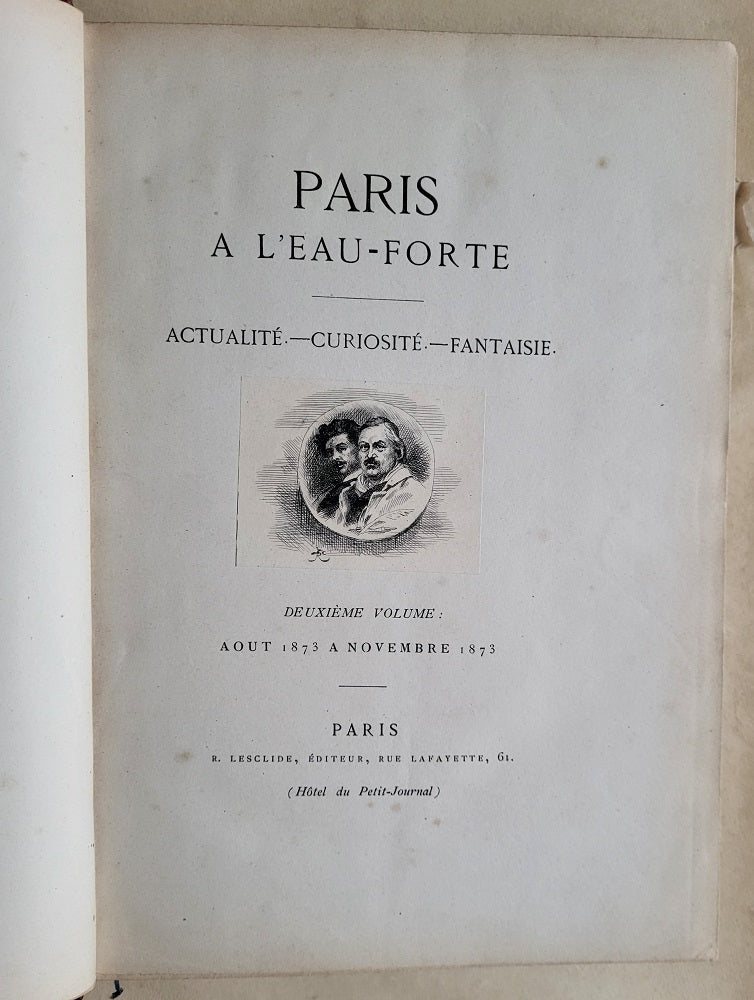 PARIS
A L'EAU-FORTE
ACTUALITÉ.—CURIOSITÉ.—FANTAISIE.
DEUXIÈME VOLUME :
AOUT 1873 A NOVEMBRE 1873
PARIS
R. LESCLIDE, ÉDITEUR, RUE LAFAYETTE, 61.
(Hôtel du Petit-Journal)